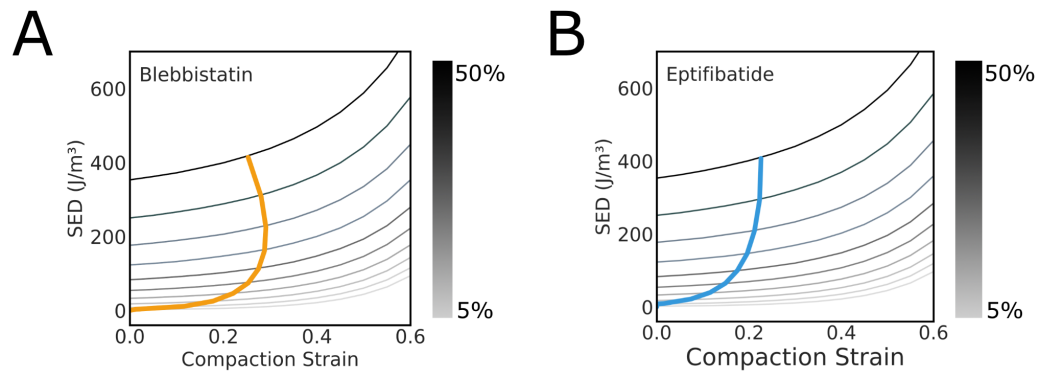 A
Blebbistatin
50%
5%
600
400
200
0
SED (J/m³)
0.0 0.2 0.4 0.6
Compaction Strain
B
Eptifibatide
50%
5%
600
400
200
0
SED (J/m³)
0.0 0.2 0.4 0.6
Compaction Strain